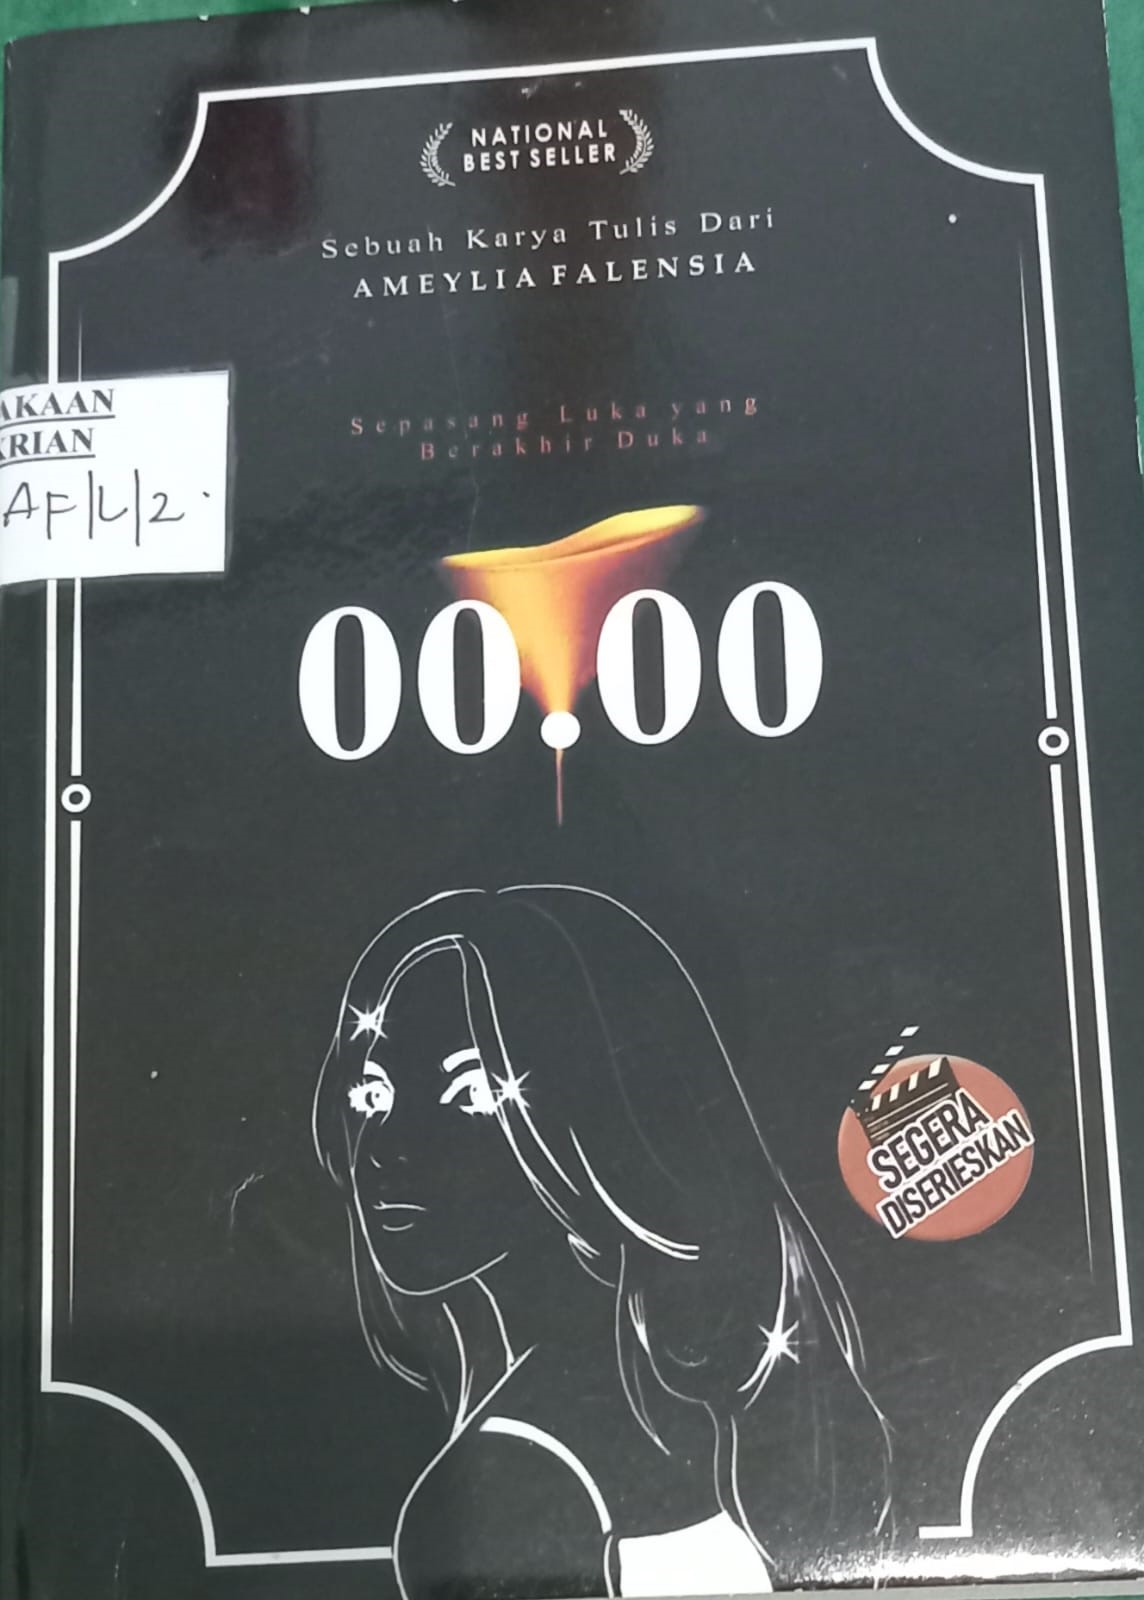 NATIONAL
BEST SELLER
Sebuah Karya Tulis Dari
AMEYLIA FALENSIA
AKAAN
RIAN
AF/L/2.
Sepasang Luka yang
Berakhir Duka
00.00
SEGERA
DISERIESKAN